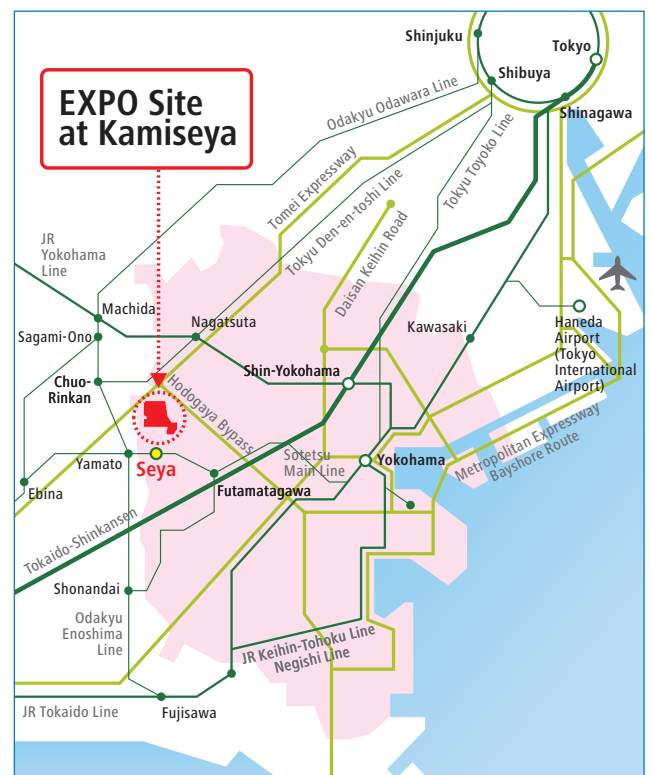 Shinjuku
Tokyo
Shibuya
EXPO Site
at Kamiseya
Odakyu Odawara Line
Shinagawa
Tomei Expressway
Tokyu Toyoko Line
Tokyu Den-en-toshi Line
Daisan Keihin Road
JR
Yokohama
Line
Machida
Nagatsuta
Kawasaki
Haneda
Airport
(Tokyo
International
Airport)
Sagami-Ono
Shin-Yokohama
Chuo-
Rinkan
Hodogaya Bypass
Metropolitan Expressway
Bayshore Route
Sotetsu
Main Line
Yokohama
Yamato
Seya
Ebina
Futamatagawa
Tokaido-Shinkansen
Shonandai
Odakyu
Enoshima
Line
JR Keihin-Tohoku Line
Negishi Line
JR Tokaido Line
Fujisawa